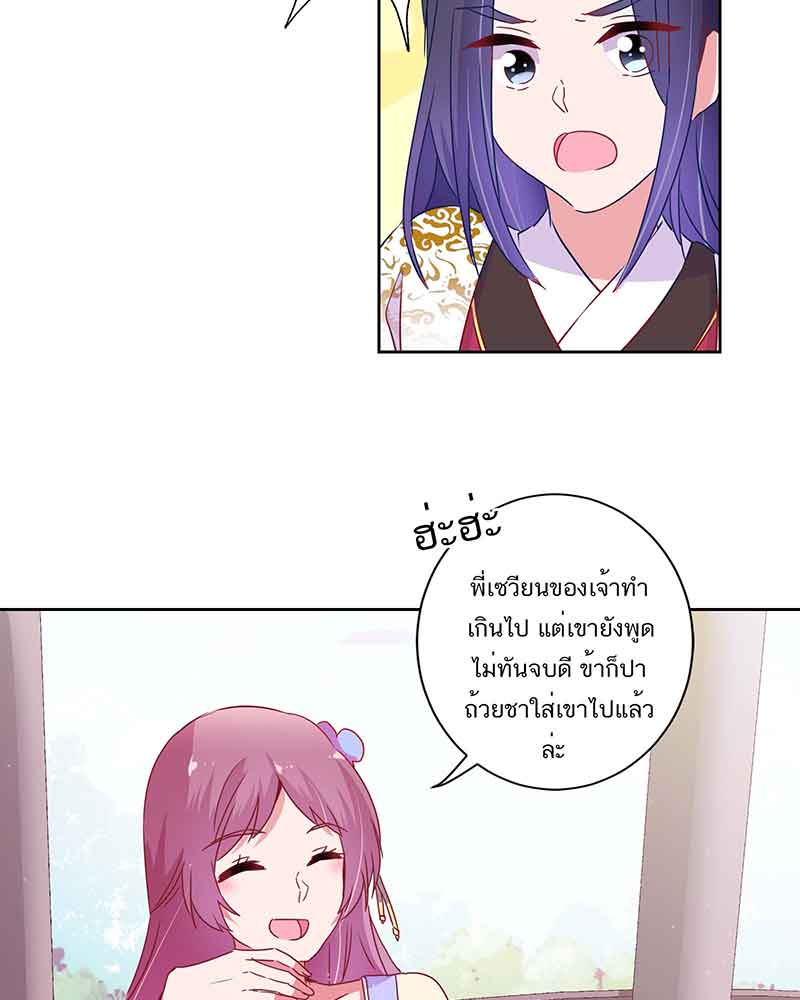 ฮ่ะฮ่ะ
พี่เซวียนของเจ้าทำ
เกินไป แต่เขายังพูด
ไม่ทันจบดี ข้าก็ปา
ถ้วยชาใส่เขาไปแล้ว
ล่ะ